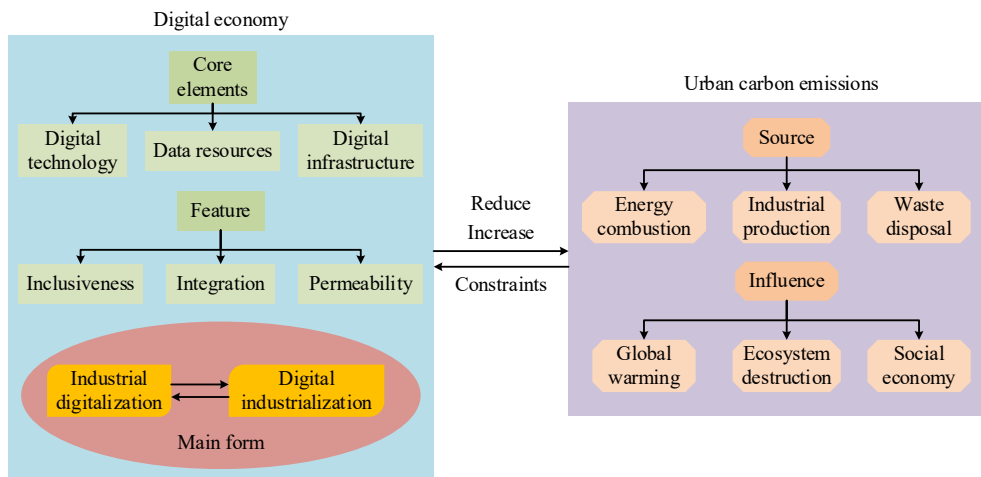 Digital economy
Core
elements
Digital
technology
Data resources
Digital
infrastructure
Feature
Inclusiveness
Integration
Permeability
Industrial
digitalization
Digital
industrialization
Main form
Reduce
Increase
Constraints
Urban carbon emissions
Source
Energy
combustion
Industrial
production
Waste
disposal
Influence
Global
warming
Ecosystem
destruction
Social
economy